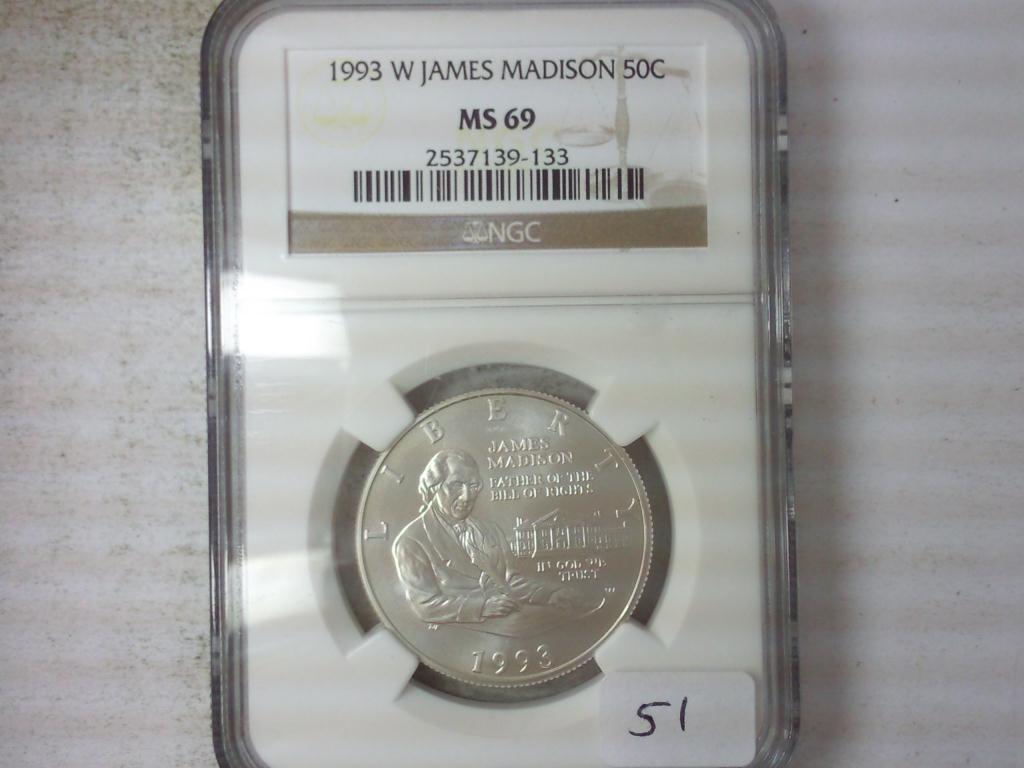 1993 W JAMES MADISON 50C
MS 69
2537139-133
NGC
LIBERTY
JAMES
MADISON
FATHER OF THE
BILL OF RIGHTS
IN GOD WE
TRUST
W
1993
51